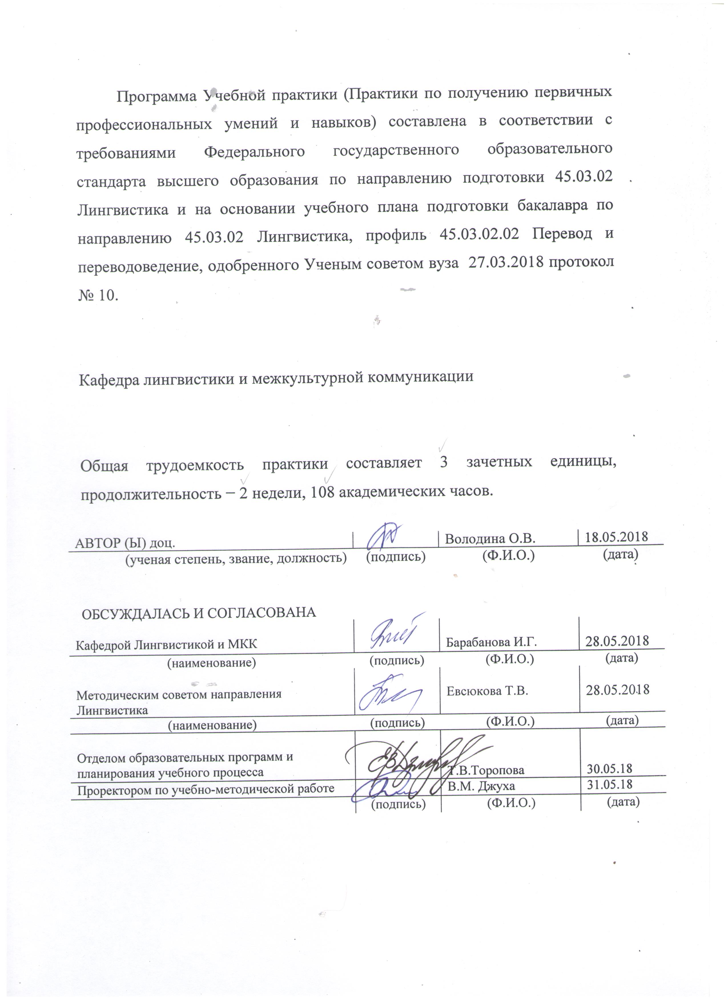 Программа Учебной практики (Практики по получению первичных
профессиональных умений и навыков) составлена в соответствии с
требованиями Федерального государственного образовательного
стандарта высшего образования по направлению подготовки 45.03.02
Лингвистика и на основании учебного плана подготовки бакалавра по
направлению 45.03.02 Лингвистика, профиль 45.03.02.02 Перевод и
переводоведение, одобренного Ученым советом вуза 27.03.2018 протокол
№ 10.
Кафедра лингвистики и межкультурной коммуникации
Общая трудоемкость практики составляет 3 зачетных единицы,
продолжительность – 2 недели, 108 академических часов.
АВТОР (Ы) доц. Володина О.В. 18.05.2018
(ученая степень, звание, должность) (подпись) (Ф.И.О.) (дата)
ОБСУЖДАЛАСЬ И СОГЛАСОВАНА
Кафедрой Лингвистикой и МКК Барабанова И.Г. 28.05.2018
(наименование) (подпись) (Ф.И.О.) (дата)
Методическим советом направления Евсюкова Т.В. 28.05.2018
Лингвистика
(наименование) (подпись) (Ф.И.О.) (дата)
Отделом образовательных программ и
планирования учебного процесса Т.В.Торопова 30.05.18
Проректором по учебно-методической работе В.М. Джуха 31.05.18
(подпись) (Ф.И.О.) (дата)